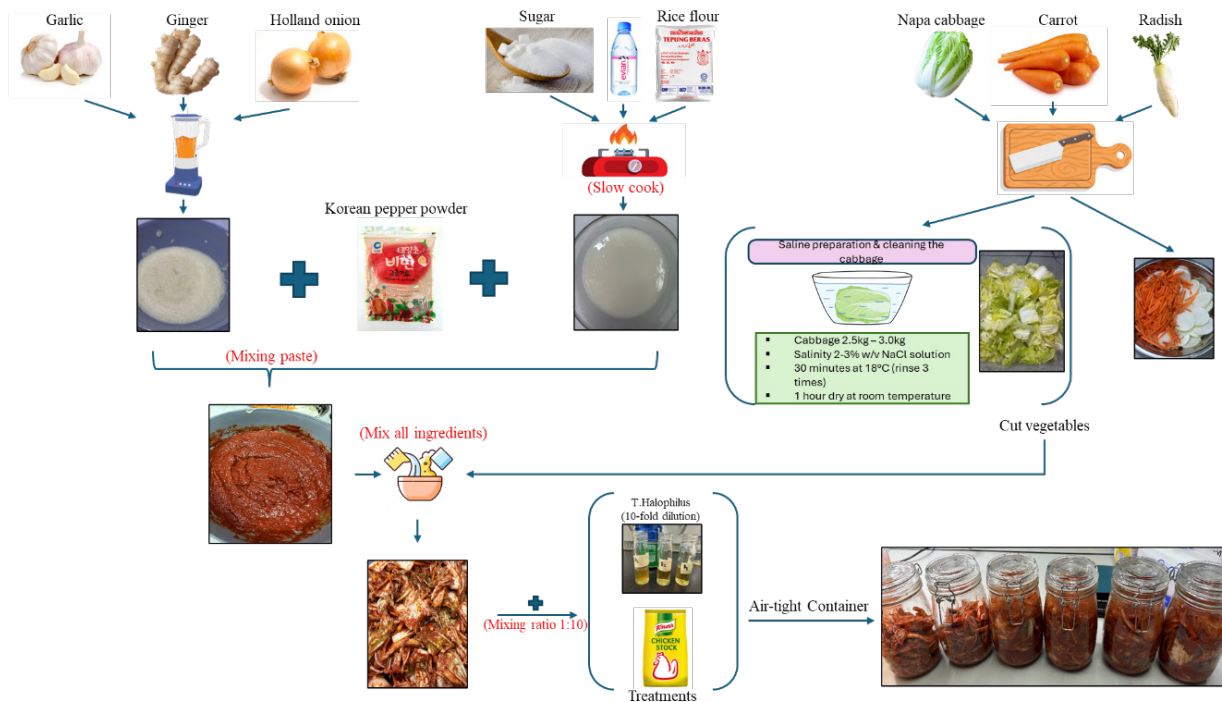 Garlic
Ginger
Holland onion
Sugar
Rice flour
Napa cabbage
Carrot
Radish
evian
TEPUNG BERAS
(Slow cook)
Korean pepper powder
Saline preparation & cleaning the
cabbage
▪ Cabbage 2.5kg – 3.0kg
▪ Salinity 2-3% w/v NaCl solution
▪ 30 minutes at 18°C (rinse 3
times)
▪ 1 hour dry at room temperature
(Mixing paste)
Cut vegetables
(Mix all ingredients)
T.Halophilus
(10-fold dilution)
(Mixing ratio 1:10)
Knorr
CHICKEN
STOCK
Treatments
Air-tight Container